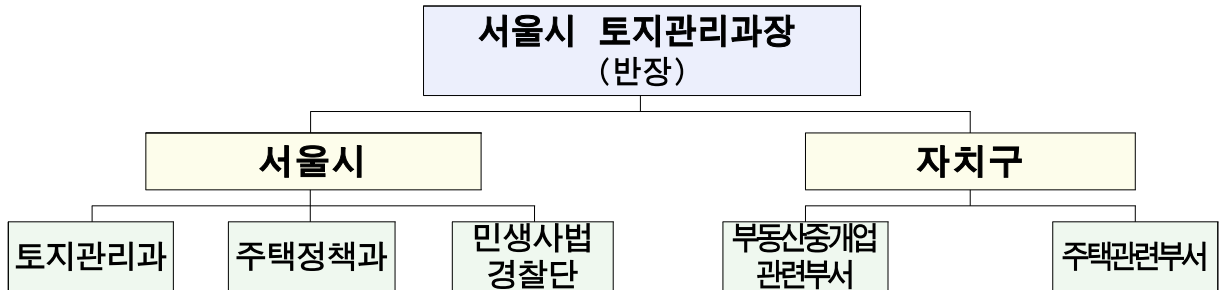 서울시 토지관리과장
(반장)
서울시
자치구
토지관리과
주택정책과
민생사법
경찰단
부동산중개업
관련부서
주택관련부서